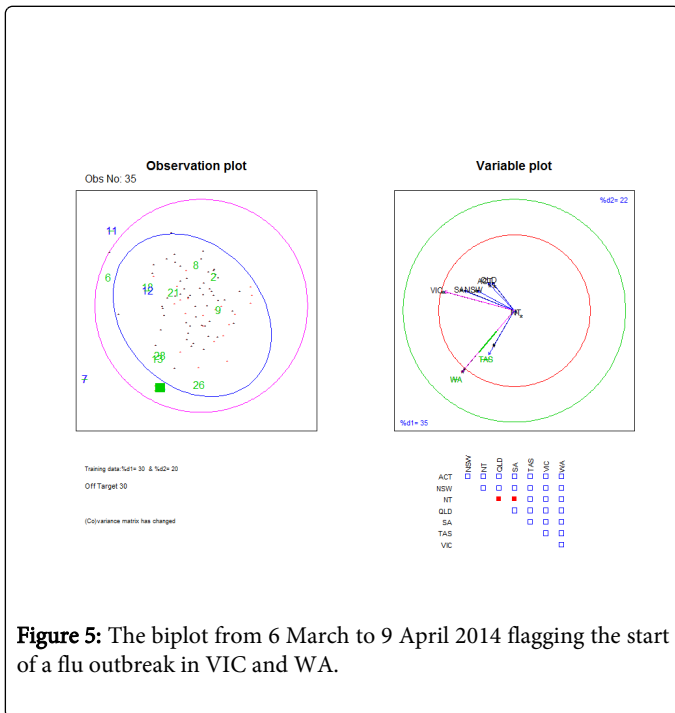 Observation plot
Obs No: 35
11
6
8
2
18
12
21
9
28
13
7
26
Training data:%d1= 30 & %d2= 20
Off Target 30
(Co)variance matrix has changed
Variable plot
%d2= 22
QLD
VIC
SANSW
NT
TAS
WA
%d1= 35
NSW
NT
QLD
SA
TAS
VIC
WA
ACT
NSW
NT
QLD
SA
TAS
VIC
Figure 5: The biplot from 6 March to 9 April 2014 flagging the start
of a flu outbreak in VIC and WA.